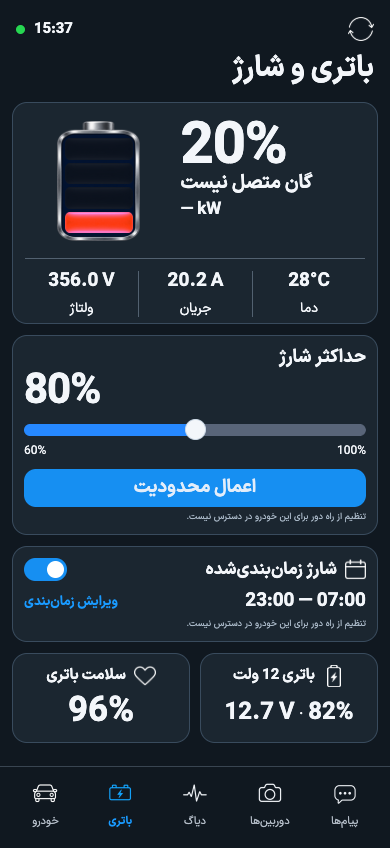 15:37
باتری و شارژ
20%
گان متصل نیست
— kW
28°C
20.2 A
356.0 V
دما
جریان
ولتاژ
حداکثر شارژ
80%
60%
100%
اعمال محدودیت
تنظیم از راه دور برای این خودرو در دسترس نیست.
شارژ زمان‌بندی‌شده
23:00 — 07:00
ویرایش زمان‌بندی
تنظیم از راه دور برای این خودرو در دسترس نیست.
باتری 12 ولت
12.7 V · 82%
سلامت باتری
96%
پیام‌ها
دوربین‌ها
دیاگ
باتری
خودرو